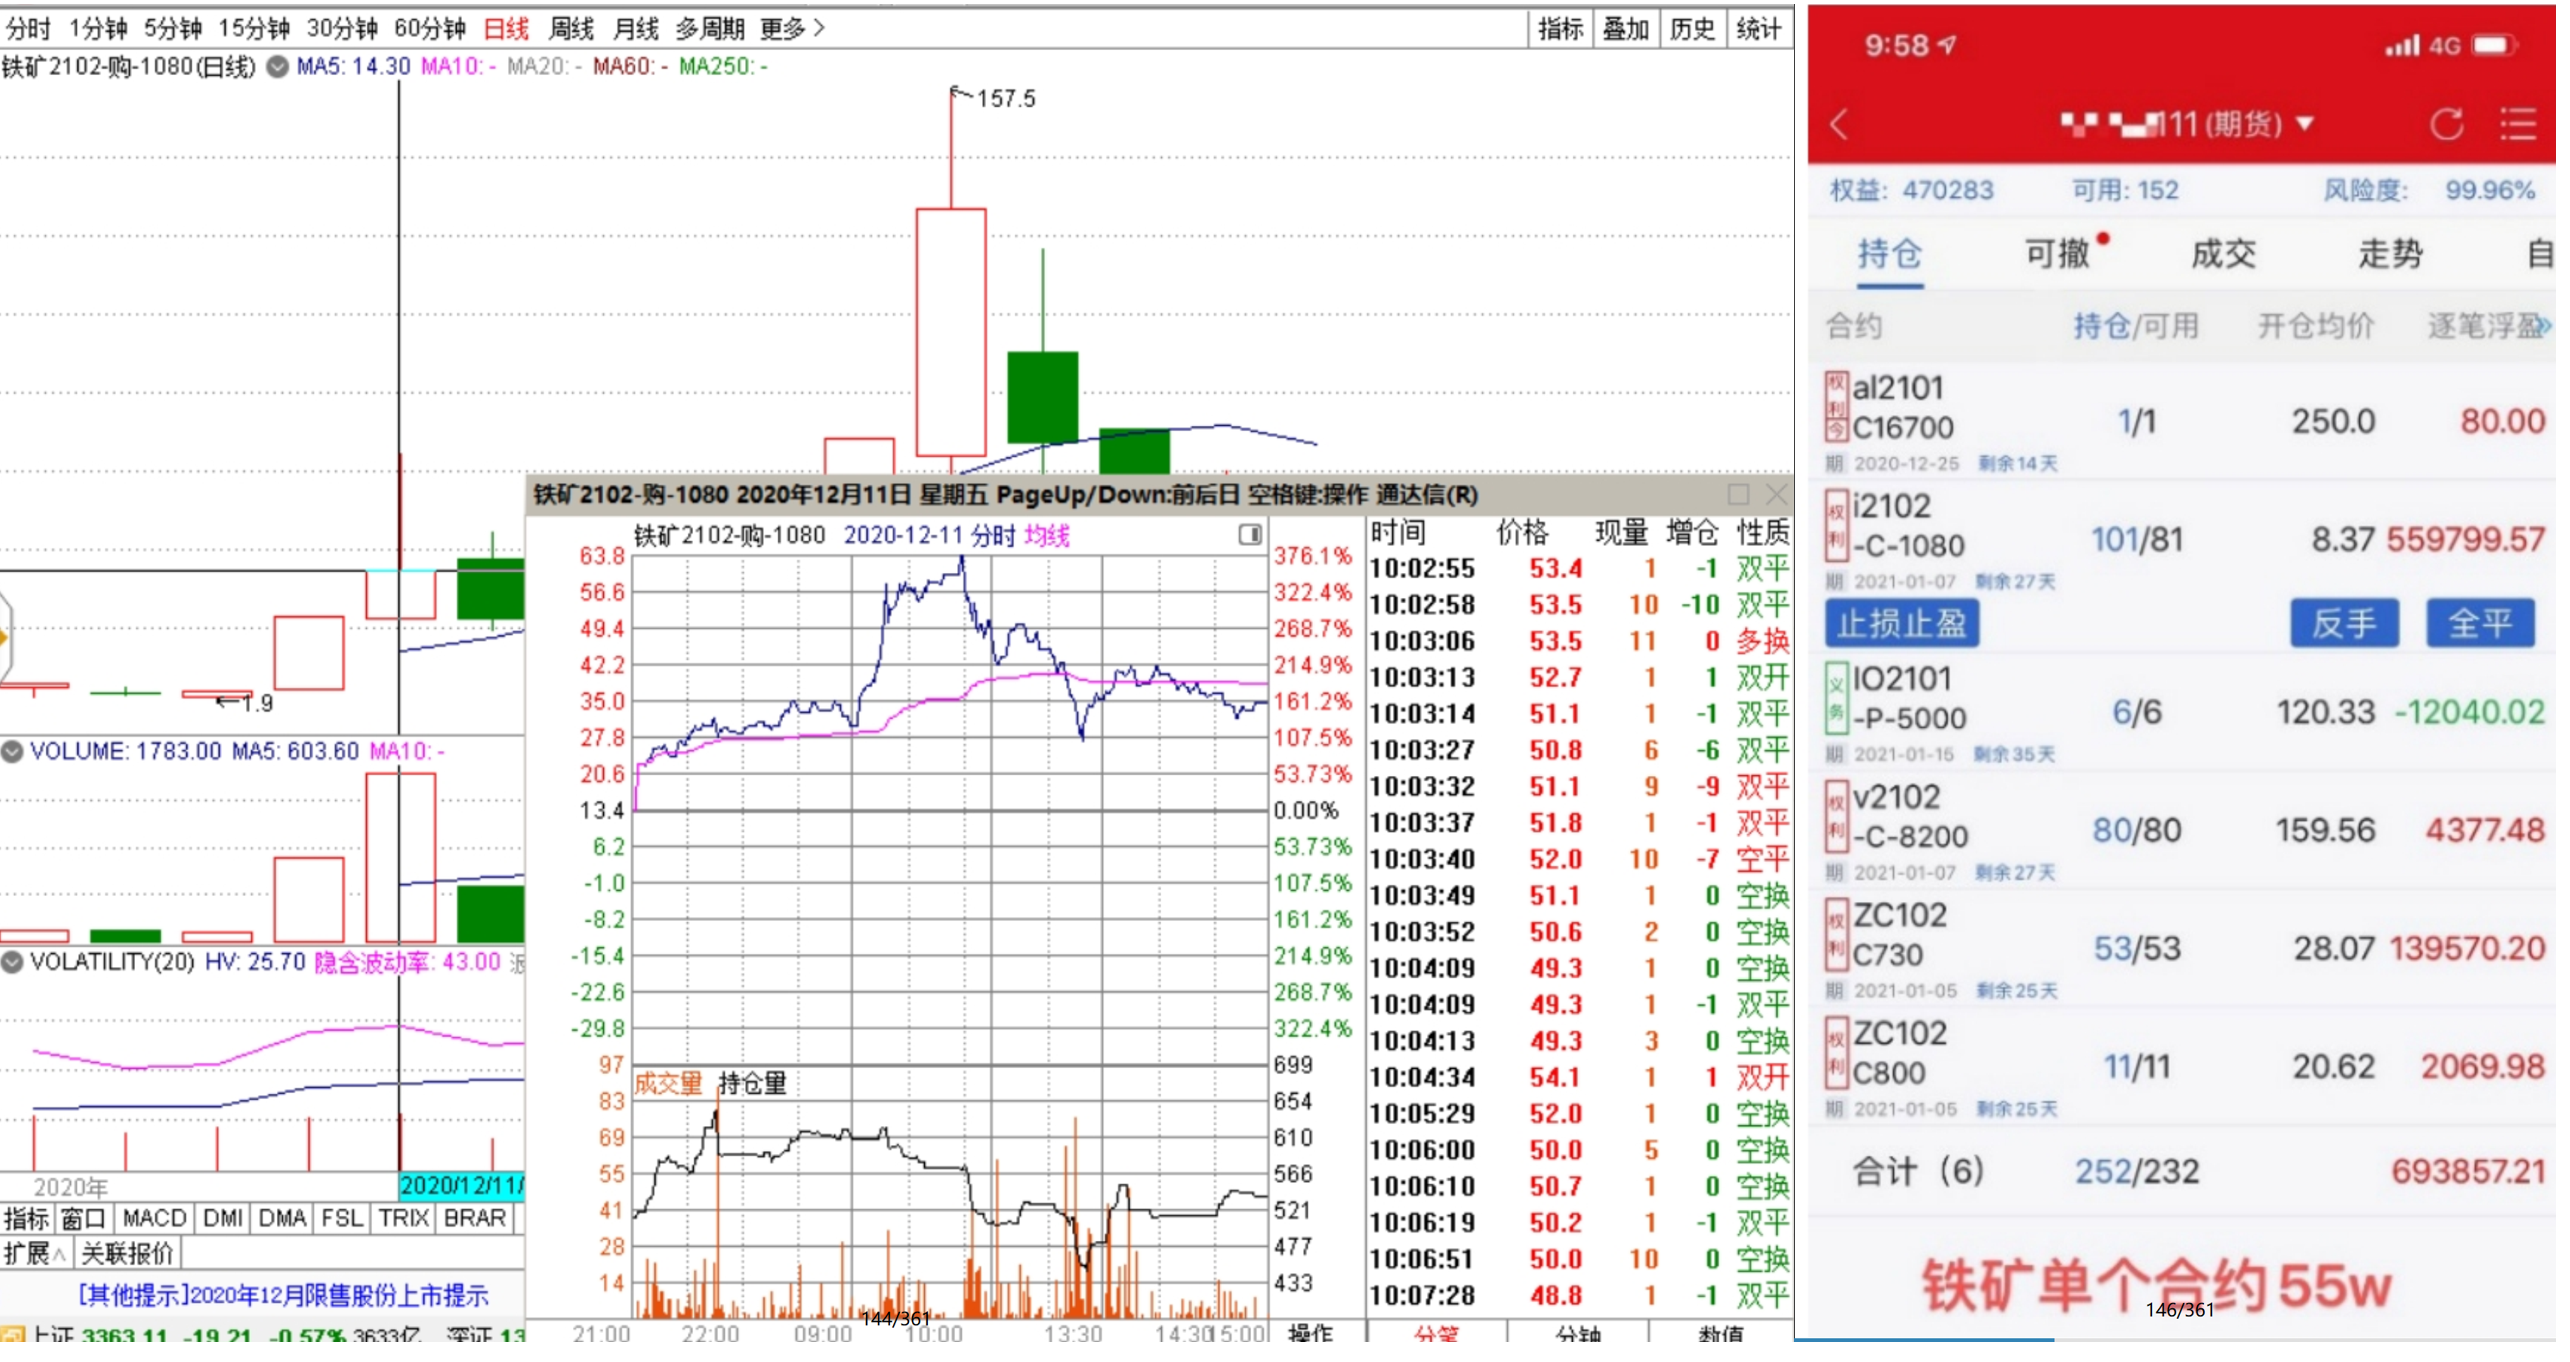 分时 1分钟 5分钟 15分钟 30分钟 60分钟 日线 周线 月线 多周期 更多 >
指标 叠加 历史 统计
铁矿2102-购-1080(日线) MA5: 14.30 MA10: - MA20: - MA60: - MA250: -
157.5
1.9
VOLUME: 1783.00 MA5: 603.60 MA10: -
VOLATILITY(20) HV: 25.70 隐含波动率: 43.00
2020年
2020/12/11/
指标 窗口 MACD DMI DMA FSL TRIX BRAR
扩展 关联报价
[其他提示]2020年12月限售股份上市提示
上证 3363.11 -19.21 -0.57% 3633亿 深证 13
铁矿2102-购-1080 2020年12月11日 星期五 PageUp/Down:前后日 空格键:操作 通达信(R)
铁矿2102-购-1080 2020-12-11 分时 均线
63.8 376.1%
56.6 322.4%
49.4 268.7%
42.2 214.9%
35.0 161.2%
27.8 107.5%
20.6 53.73%
13.4 0.00%
6.2 53.73%
-1.0 107.5%
-8.2 161.2%
-15.4 214.9%
-22.6 268.7%
-29.8 322.4%
97 699
成交量 持仓量
83 654
69 610
55 566
41 521
28 477
14 433
144/361
21:00 22:00 09:00 10:00 13:30 14:30 15:00 操作
时间 价格 现量 增仓 性质
10:02:55 53.4 1 -1 双平
10:02:58 53.5 10 -10 双平
10:03:06 53.5 11 0 多换
10:03:13 52.7 1 1 双开
10:03:14 51.1 1 -1 双平
10:03:27 50.8 6 -6 双平
10:03:32 51.1 9 -9 双平
10:03:37 51.8 1 -1 双平
10:03:40 52.0 10 -7 空平
10:03:49 51.1 1 0 空换
10:03:52 50.6 2 0 空换
10:04:09 49.3 1 0 空换
10:04:09 49.3 1 -1 双平
10:04:13 49.3 3 0 空换
10:04:34 54.1 1 1 双开
10:05:29 52.0 1 0 空换
10:06:00 50.0 5 0 空换
10:06:10 50.7 1 0 空换
10:06:19 50.2 1 -1 双平
10:06:51 50.0 10 0 空换
10:07:28 48.8 1 -1 双平
分笔 分钟 数值
9:58 4G
111 (期货)
权益: 470283 可用: 152 风险度: 99.96%
持仓 可撤 成交 走势 自
合约 持仓/可用 开仓均价 逐笔浮盈
权利今 al2101 C16700 1/1 250.0 80.00
期 2020-12-25 剩余14天
权利 i2102 -C-1080 101/81 8.37 559799.57
期 2021-01-07 剩余27天
止损止盈 反手 全平
义务 IO2101 -P-5000 6/6 120.33 -12040.02
期 2021-01-15 剩余35天
权利 v2102 -C-8200 80/80 159.56 4377.48
期 2021-01-07 剩余27天
权利 ZC102 C730 53/53 28.07 139570.20
期 2021-01-05 剩余25天
权利 ZC102 C800 11/11 20.62 2069.98
期 2021-01-05 剩余25天
合计 (6) 252/232 693857.21
铁矿单个合约55w
146/361